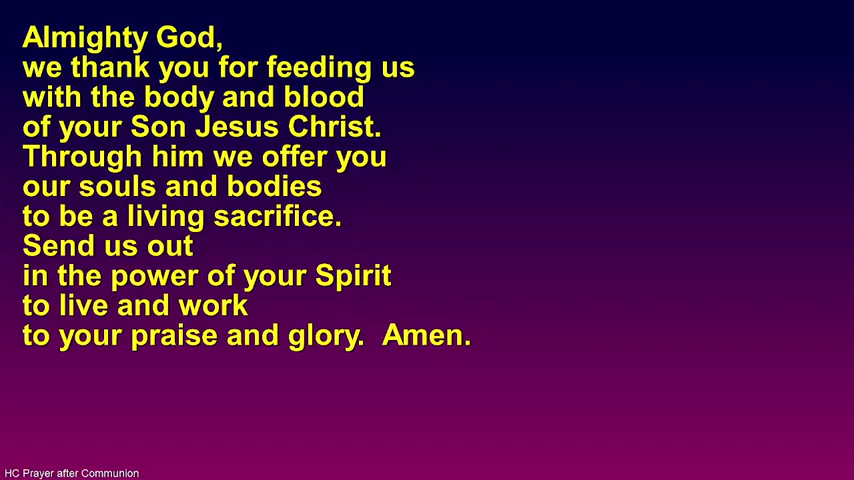 Almighty God,
we thank you for feeding us
with the body and blood
of your Son Jesus Christ.
Through him we offer you
our souls and bodies
to be a living sacrifice.
Send us out
in the power of your Spirit
to live and work
to your praise and glory.  Amen.
HC Prayer after Communion